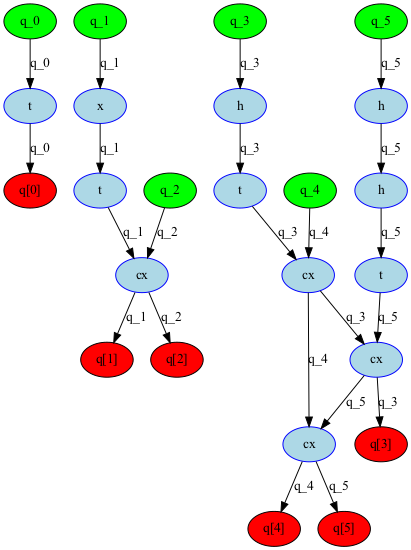 q_0 q_1 q_3 q_5
q_0 q_1 q_3 q_5
t x h h
q_0 q_1 q_3 q_5
q[0] t q_2 t q_4 h
q_1 q_2 q_3 q_4 q_5
cx cx t
q_1 q_2 q_3 q_5
q_4
q[1] q[2] cx
q_5 q_3
cx q[3]
q_4 q_5
q[4] q[5]